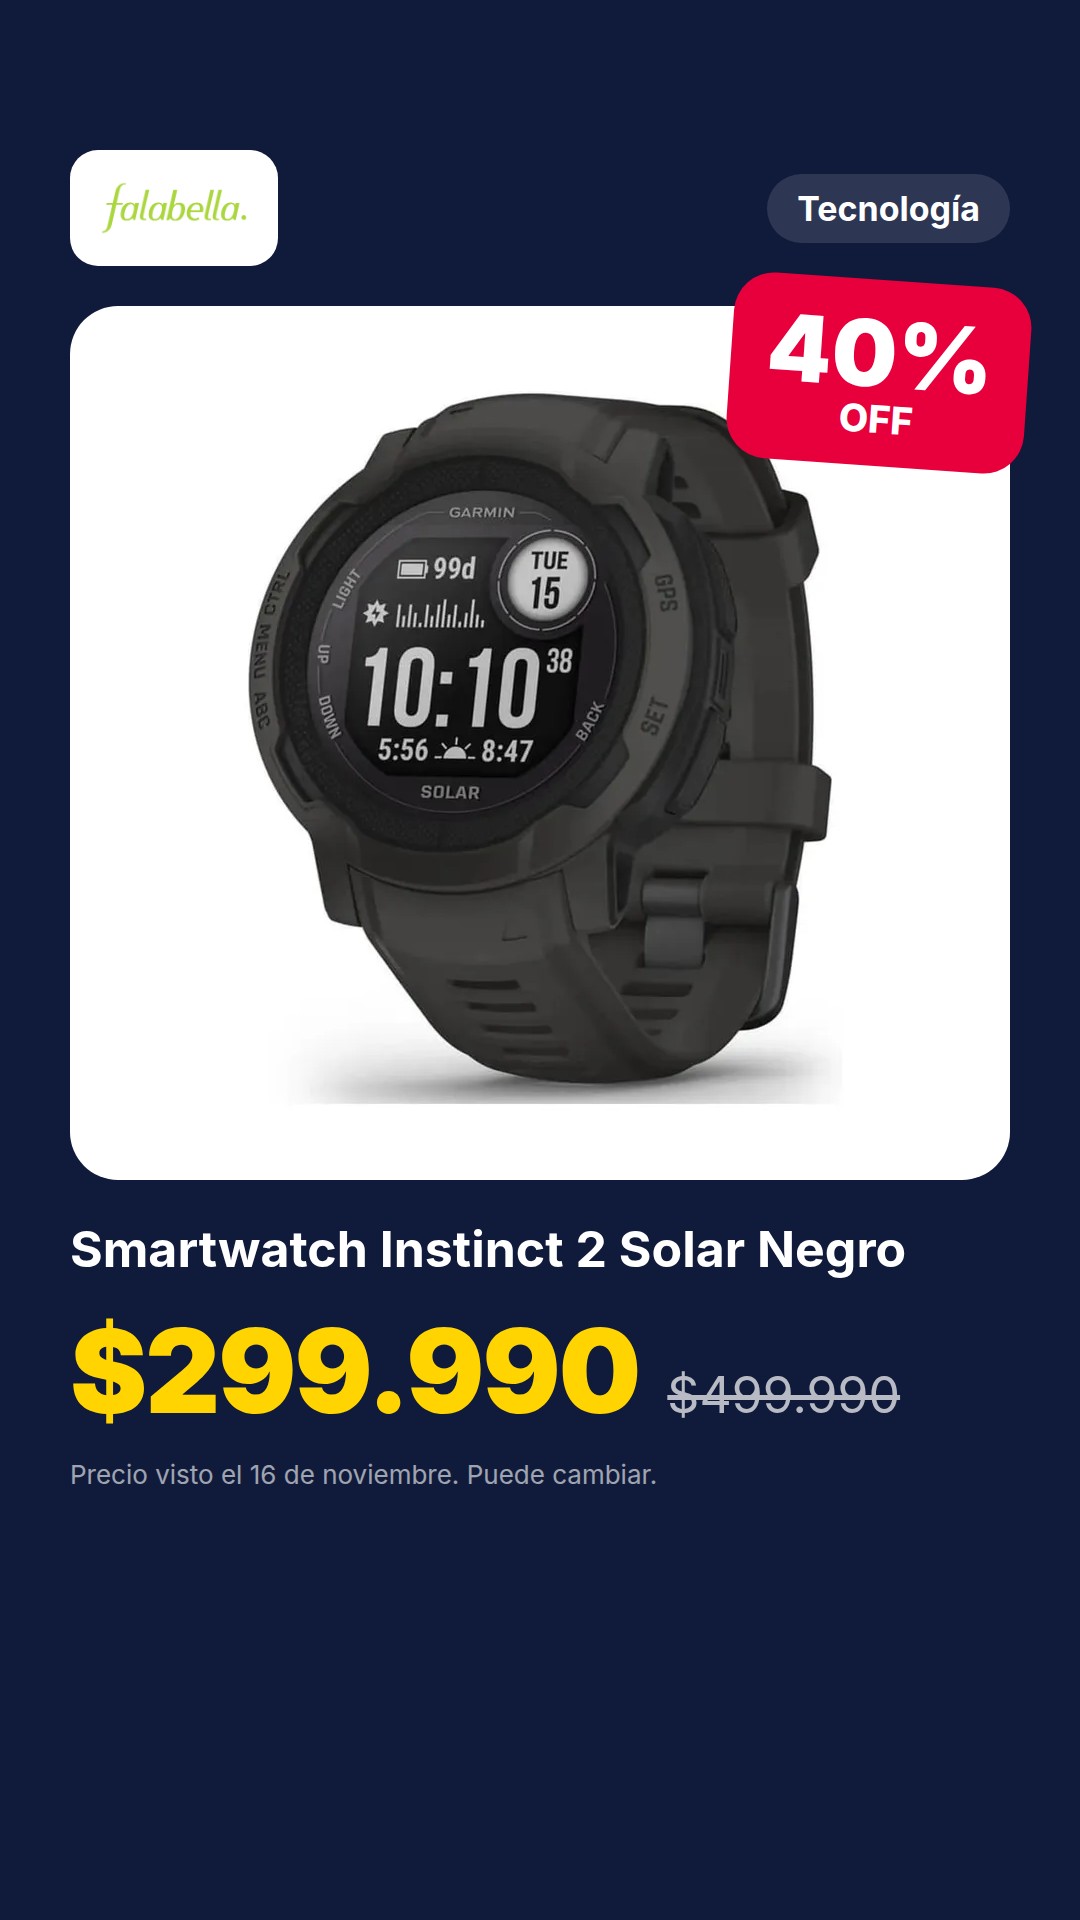 falabella.
Tecnología
40%
OFF
GARMIN
99d
TUE
15
LIGHT
CTRL
MENU
ABC
UP
DOWN
GPS
SET
BACK
10:10 38
5:56 8:47
SOLAR
Smartwatch Instinct 2 Solar Negro
$299.990 $499.990
Precio visto el 16 de noviembre. Puede cambiar.